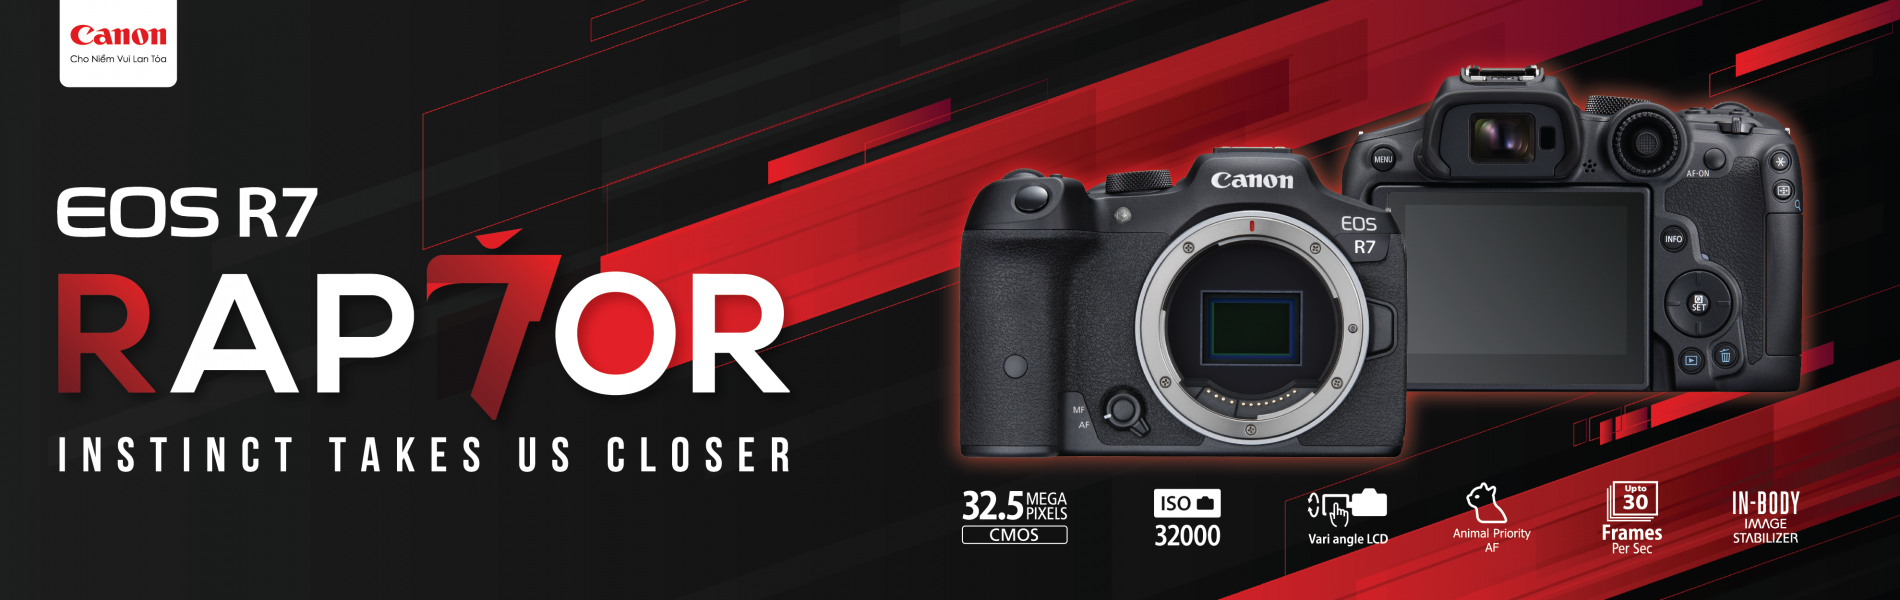 Canon
Cho Niềm Vui Lan Tỏa
EOS R7
RAP7OR
INSTINCT TAKES US CLOSER
Canon
EOS
R7
MF
AF
MENU
AF-ON
INFO
Q
SET
32.5 MEGA PIXELS
CMOS
ISO
32000
Vari angle LCD
Animal Priority
AF
Up to
30
Frames
Per Sec
IN-BODY
IMAGE
STABILIZER